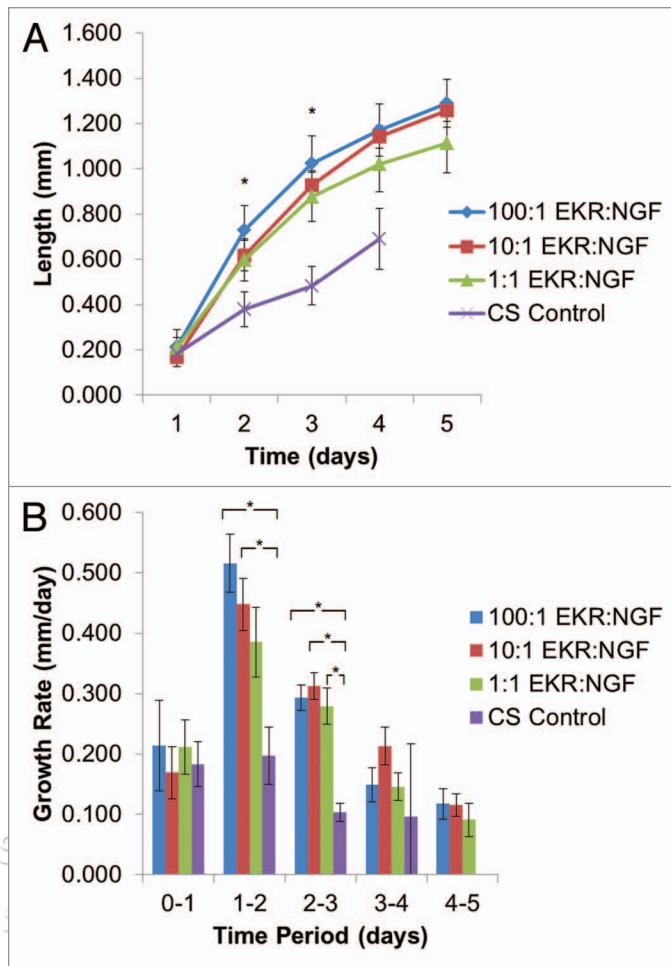 A
1.600
1.400
1.200
1.000
0.800
0.600
0.400
0.200
0.000
Length (mm)
*
*
1 2 3 4 5
Time (days)
100:1 EKR:NGF
10:1 EKR:NGF
1:1 EKR:NGF
CS Control
B
0.600
0.500
0.400
0.300
0.200
0.100
0.000
Growth Rate (mm/day)
*
*
*
*
*
0-1 1-2 2-3 3-4 4-5
Time Period (days)
100:1 EKR:NGF
10:1 EKR:NGF
1:1 EKR:NGF
CS Control